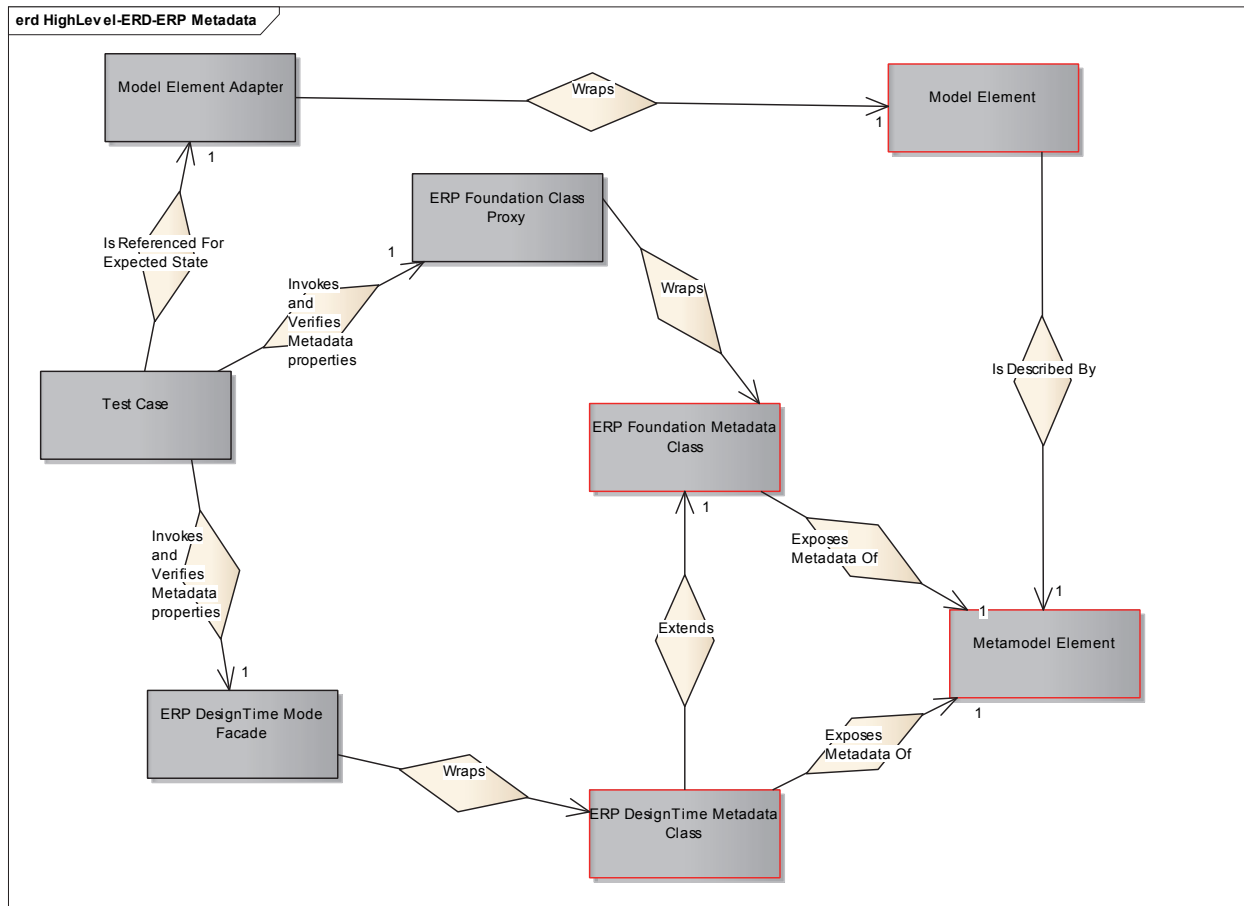 erd HighLevel-ERD-ERP Metadata
Model Element Adapter
Wraps
Model Element
1
1
ERP Foundation Class
Proxy
Is Referenced For
Expected State
1
Invokes
and
Verifies
Metadata
properties
Wraps
Is Described By
Test Case
ERP Foundation Metadata
Class
1
Invokes
and
Verifies
Metadata
properties
Exposes
Metadata Of
1
1
Extends
Metamodel Element
1
ERP DesignTime Mode
Facade
1
Exposes
Metadata Of
Wraps
ERP DesignTime Metadata
Class